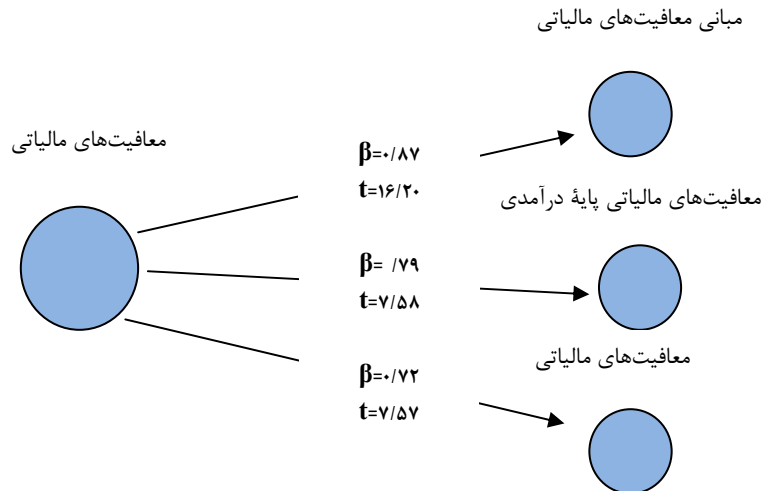 مبانی معافیت‌های مالیاتی
معافیت‌های مالیاتی
β=۰/۸۷
t=۱۶/۲۰
معافیت‌های مالیاتی پایۀ درآمدی
β= /۷۹
t=۷/۵۸
معافیت‌های مالیاتی
β=۰/۷۲
t=۷/۵۷